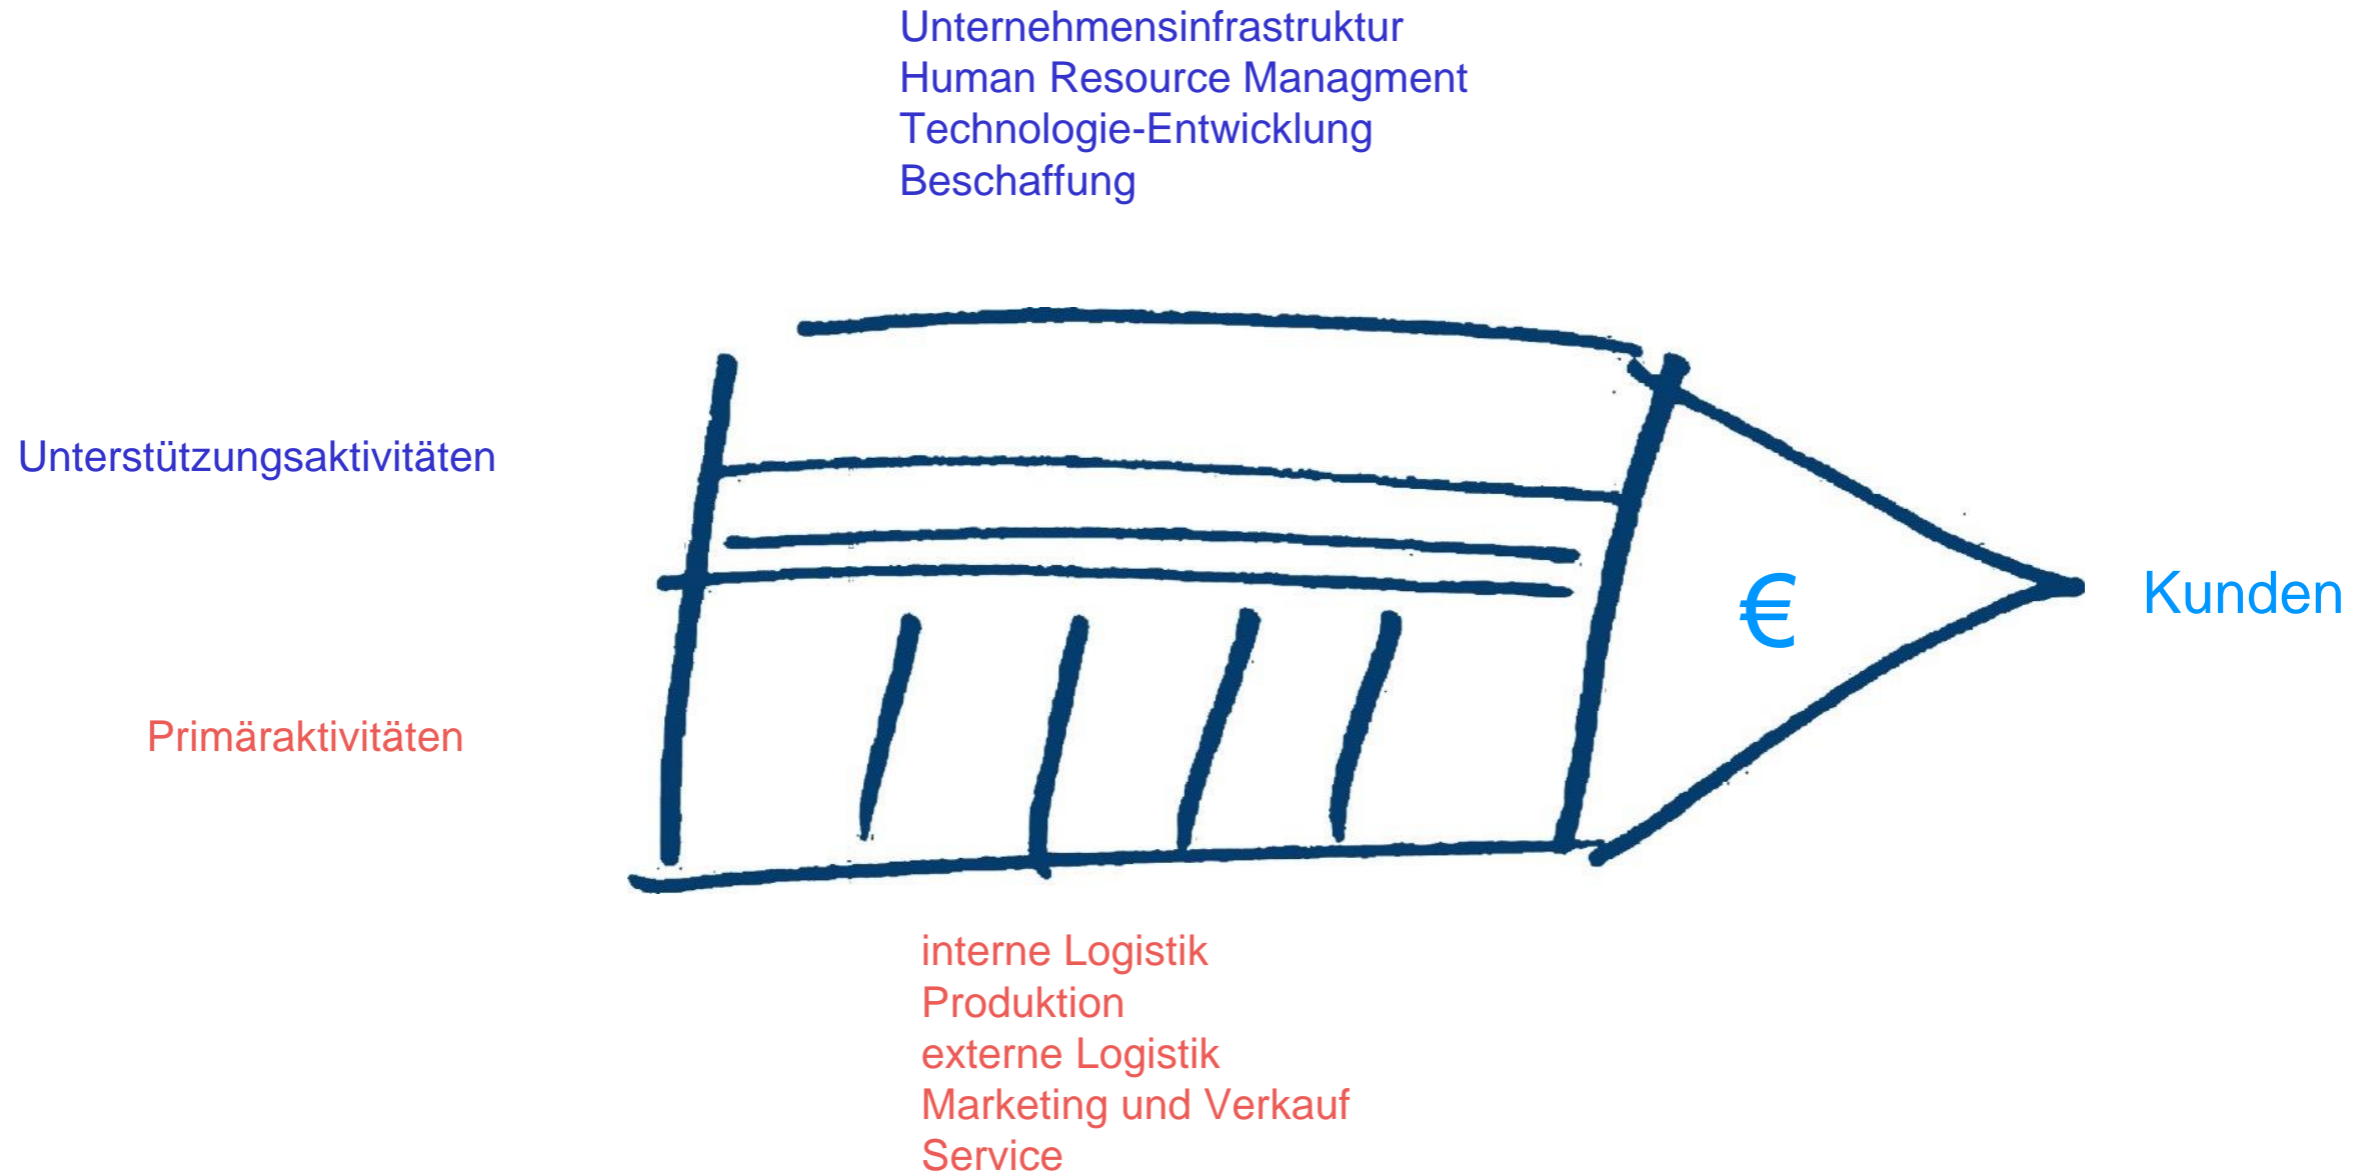 Unternehmensinfrastruktur
Human Resource Managment
Technologie-Entwicklung
Beschaffung
Unterstützungsaktivitäten
€
Kunden
Primäraktivitäten
interne Logistik
Produktion
externe Logistik
Marketing und Verkauf
Service